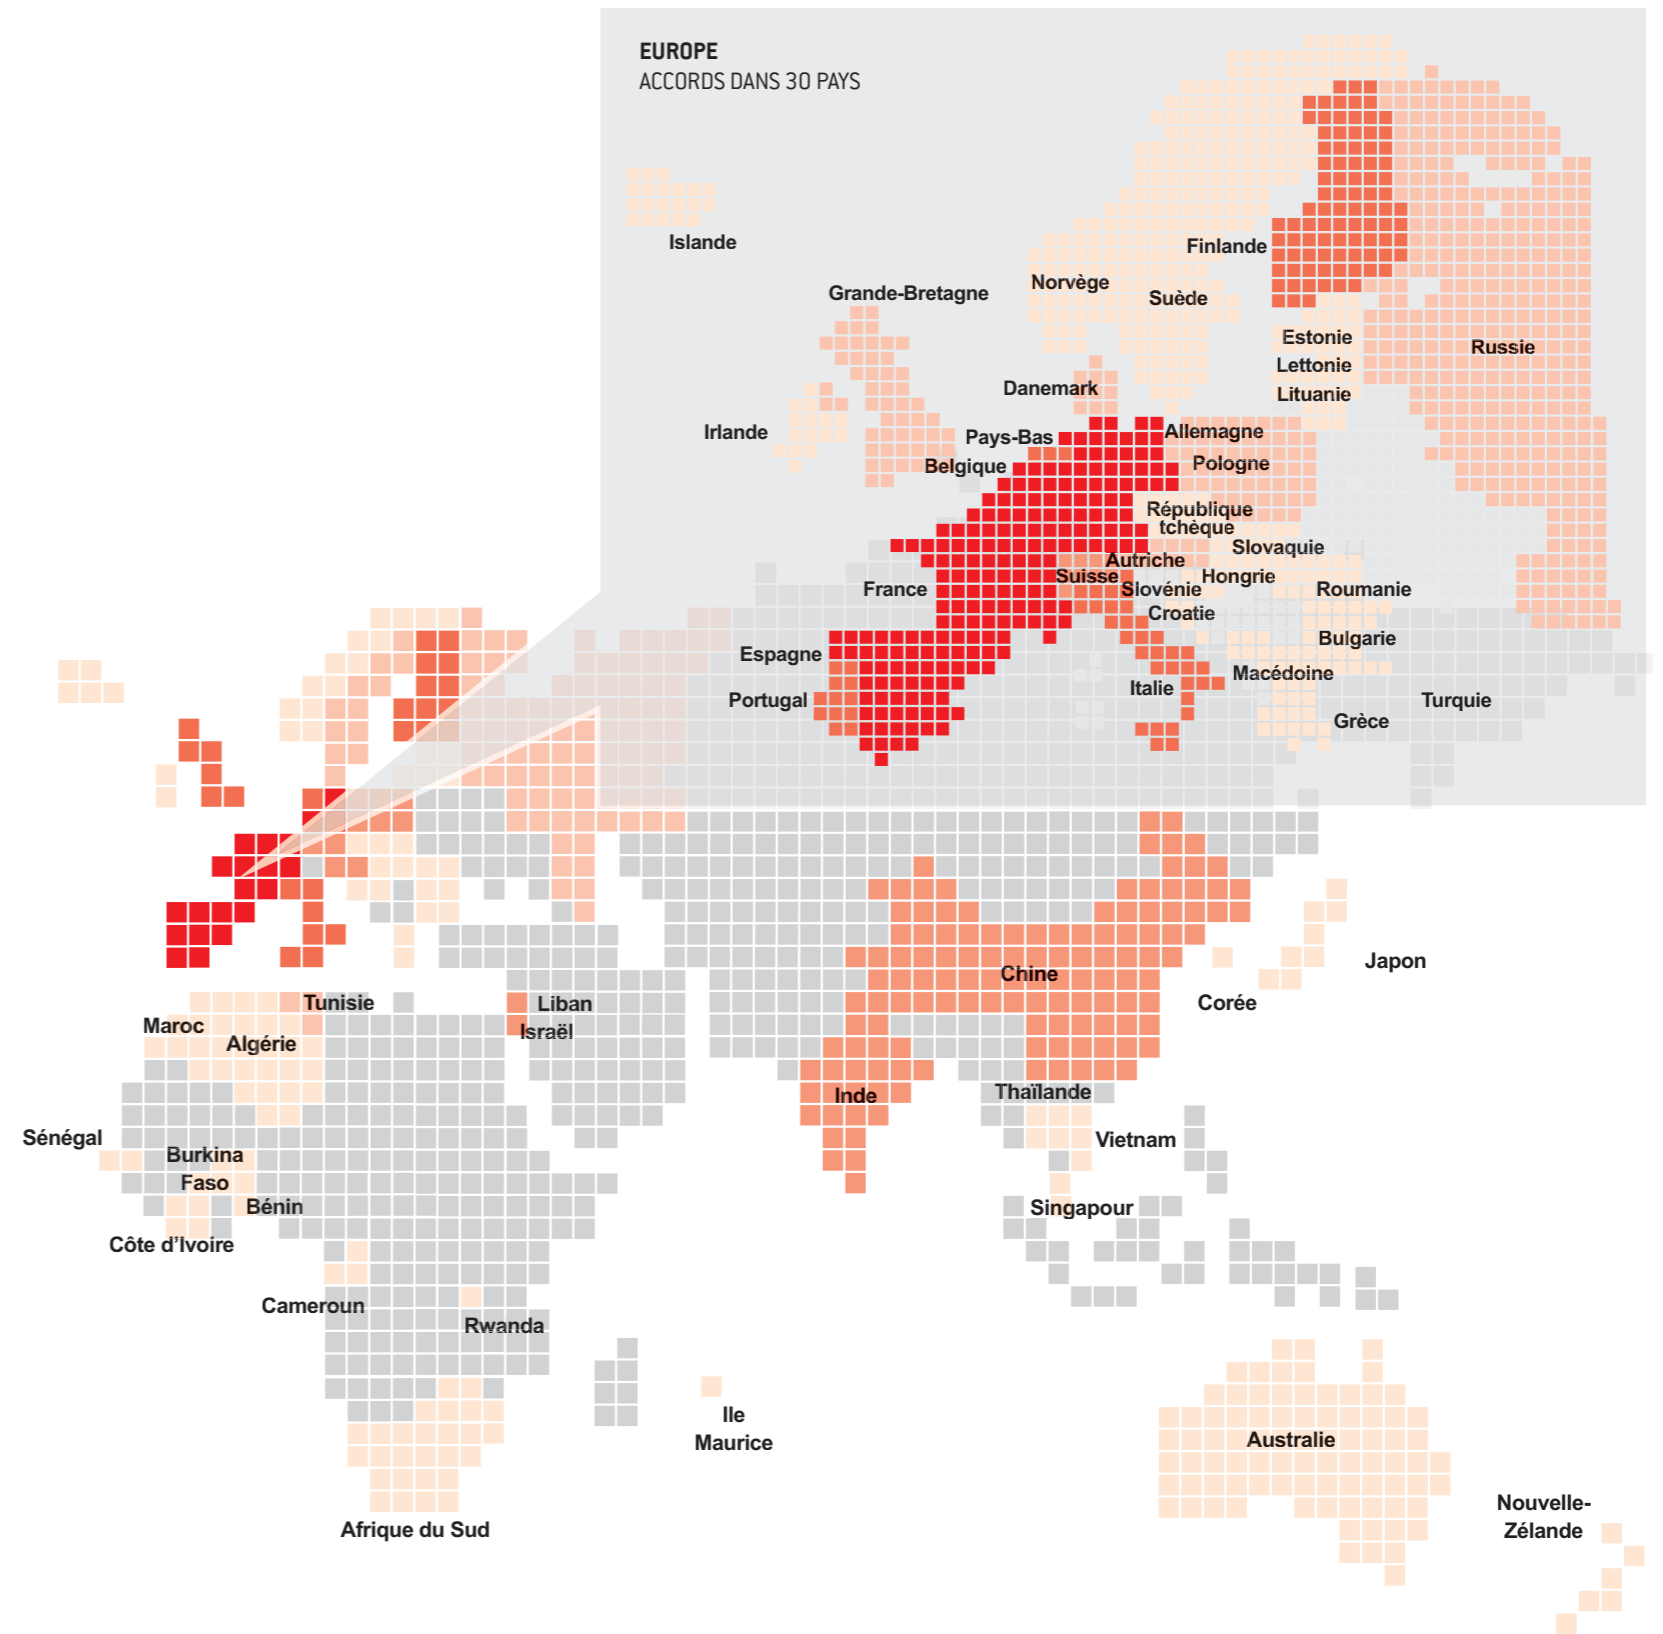 EUROPE
ACCORDS DANS 30 PAYS
Islande
Finlande
Norvège
Grande-Bretagne
Suède
Estonie
Russie
Lettonie
Danemark
Lituanie
Irlande
Pays-Bas
Allemagne
Belgique
Pologne
République
tchèque
Slovaquie
Autriche
Suisse
Hongrie
France
Slovénie
Roumanie
Croatie
Bulgarie
Espagne
Macédoine
Italie
Portugal
Turquie
Grèce
Japon
Chine
Corée
Tunisie
Liban
Maroc
Israël
Algérie
Thaïlande
Inde
Sénégal
Vietnam
Burkina
Faso
Bénin
Singapour
Côte d’Ivoire
Cameroun
Rwanda
Ile
Maurice
Australie
Nouvelle-
Zélande
Afrique du Sud